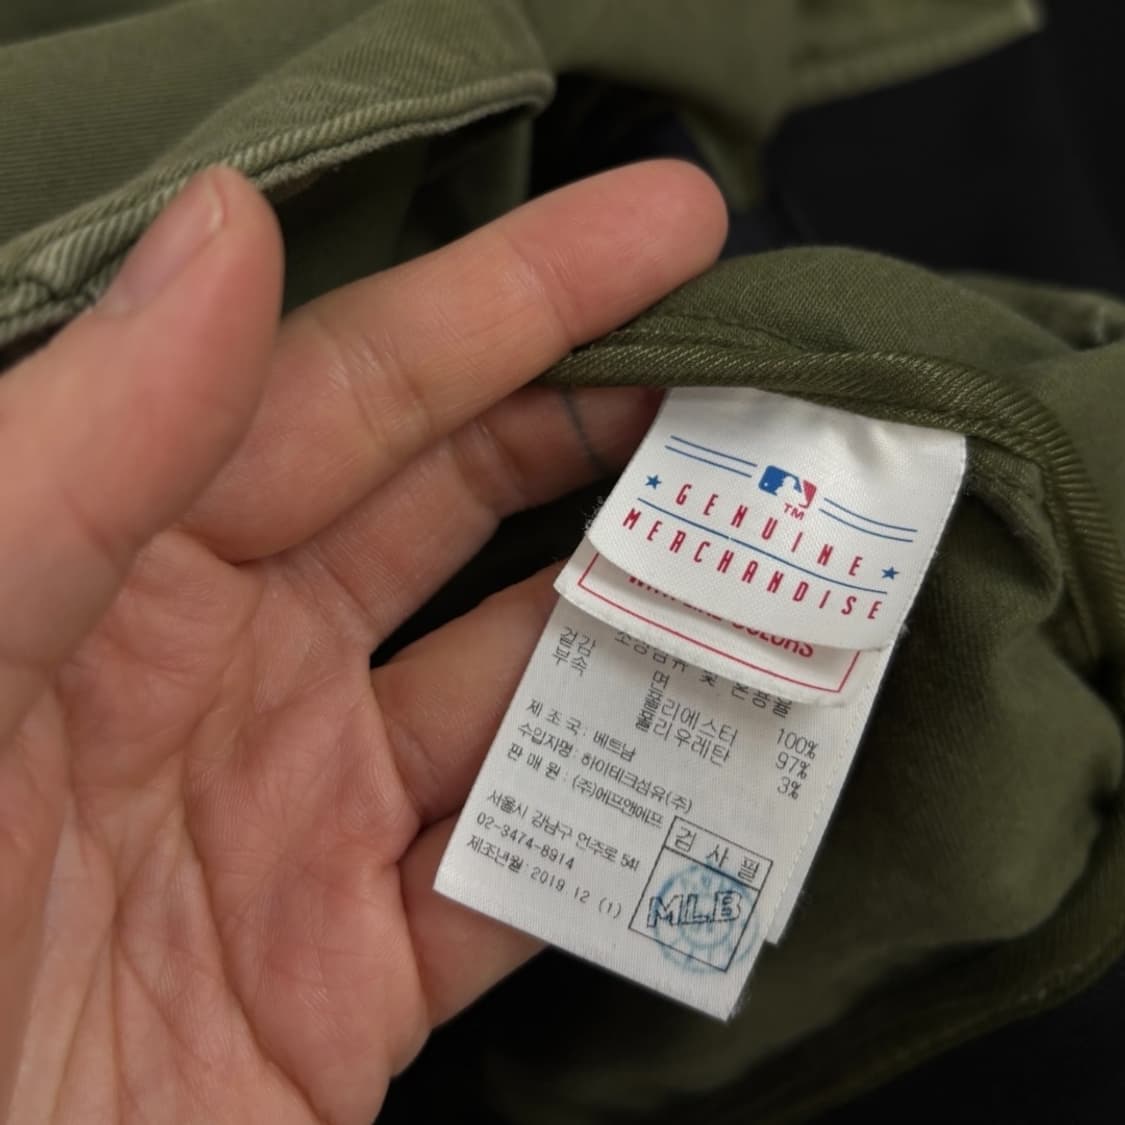 TM
GENUINE
MERCHANDISE
COLORS
겉감
부속
면 100%
폴리에스터 97%
폴리우레탄 3%
제 조 국 : 베트남
수입자명 : 하이테크섬유(주)
판 매 원 : (주)에프앤에프
서울시 강남구 언주로 541
02-3474-8914
제조년월 : 2019 12 (1)
검사필
MLB